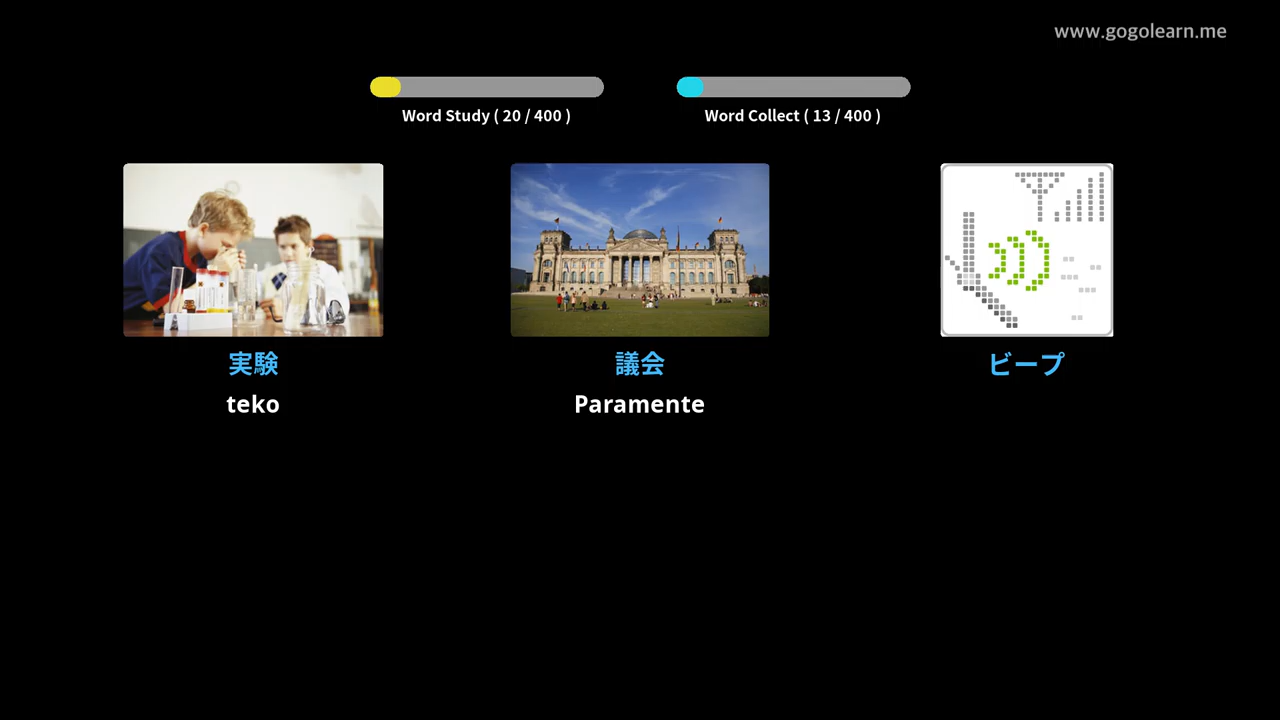 www.gogolearn.me
Word Study ( 20 / 400 )
Word Collect ( 13 / 400 )
実験
議会
ビープ
teko
Paramente